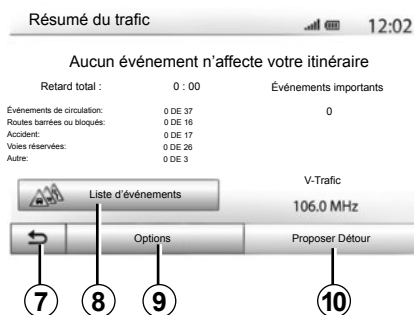 Résumé du trafic
12:02
Aucun événement n’affecte votre itinéraire
Retard total : 0 : 00
Événements importants
0
Événements de circulation: 0 DE 37
Routes barrées ou bloqués: 0 DE 16
Accident: 0 DE 17
Voies réservées: 0 DE 26
Autre: 0 DE 3
Liste d’événements
V-Trafic
106.0 MHz
Options
Proposer Détour
7 8 9 10